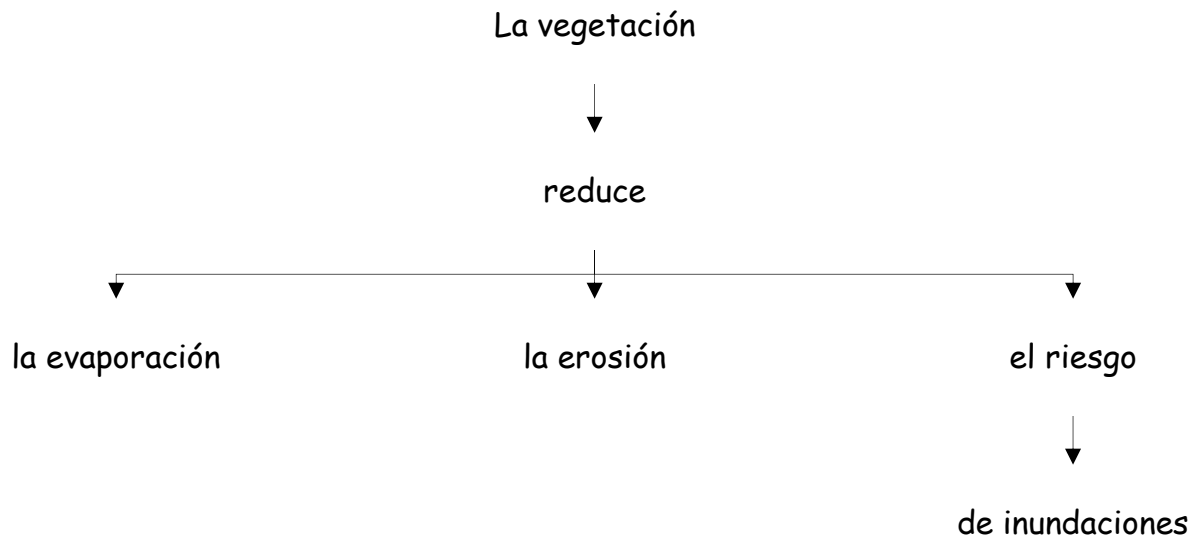 La vegetación
reduce
la evaporación
la erosión
el riesgo
de inundaciones